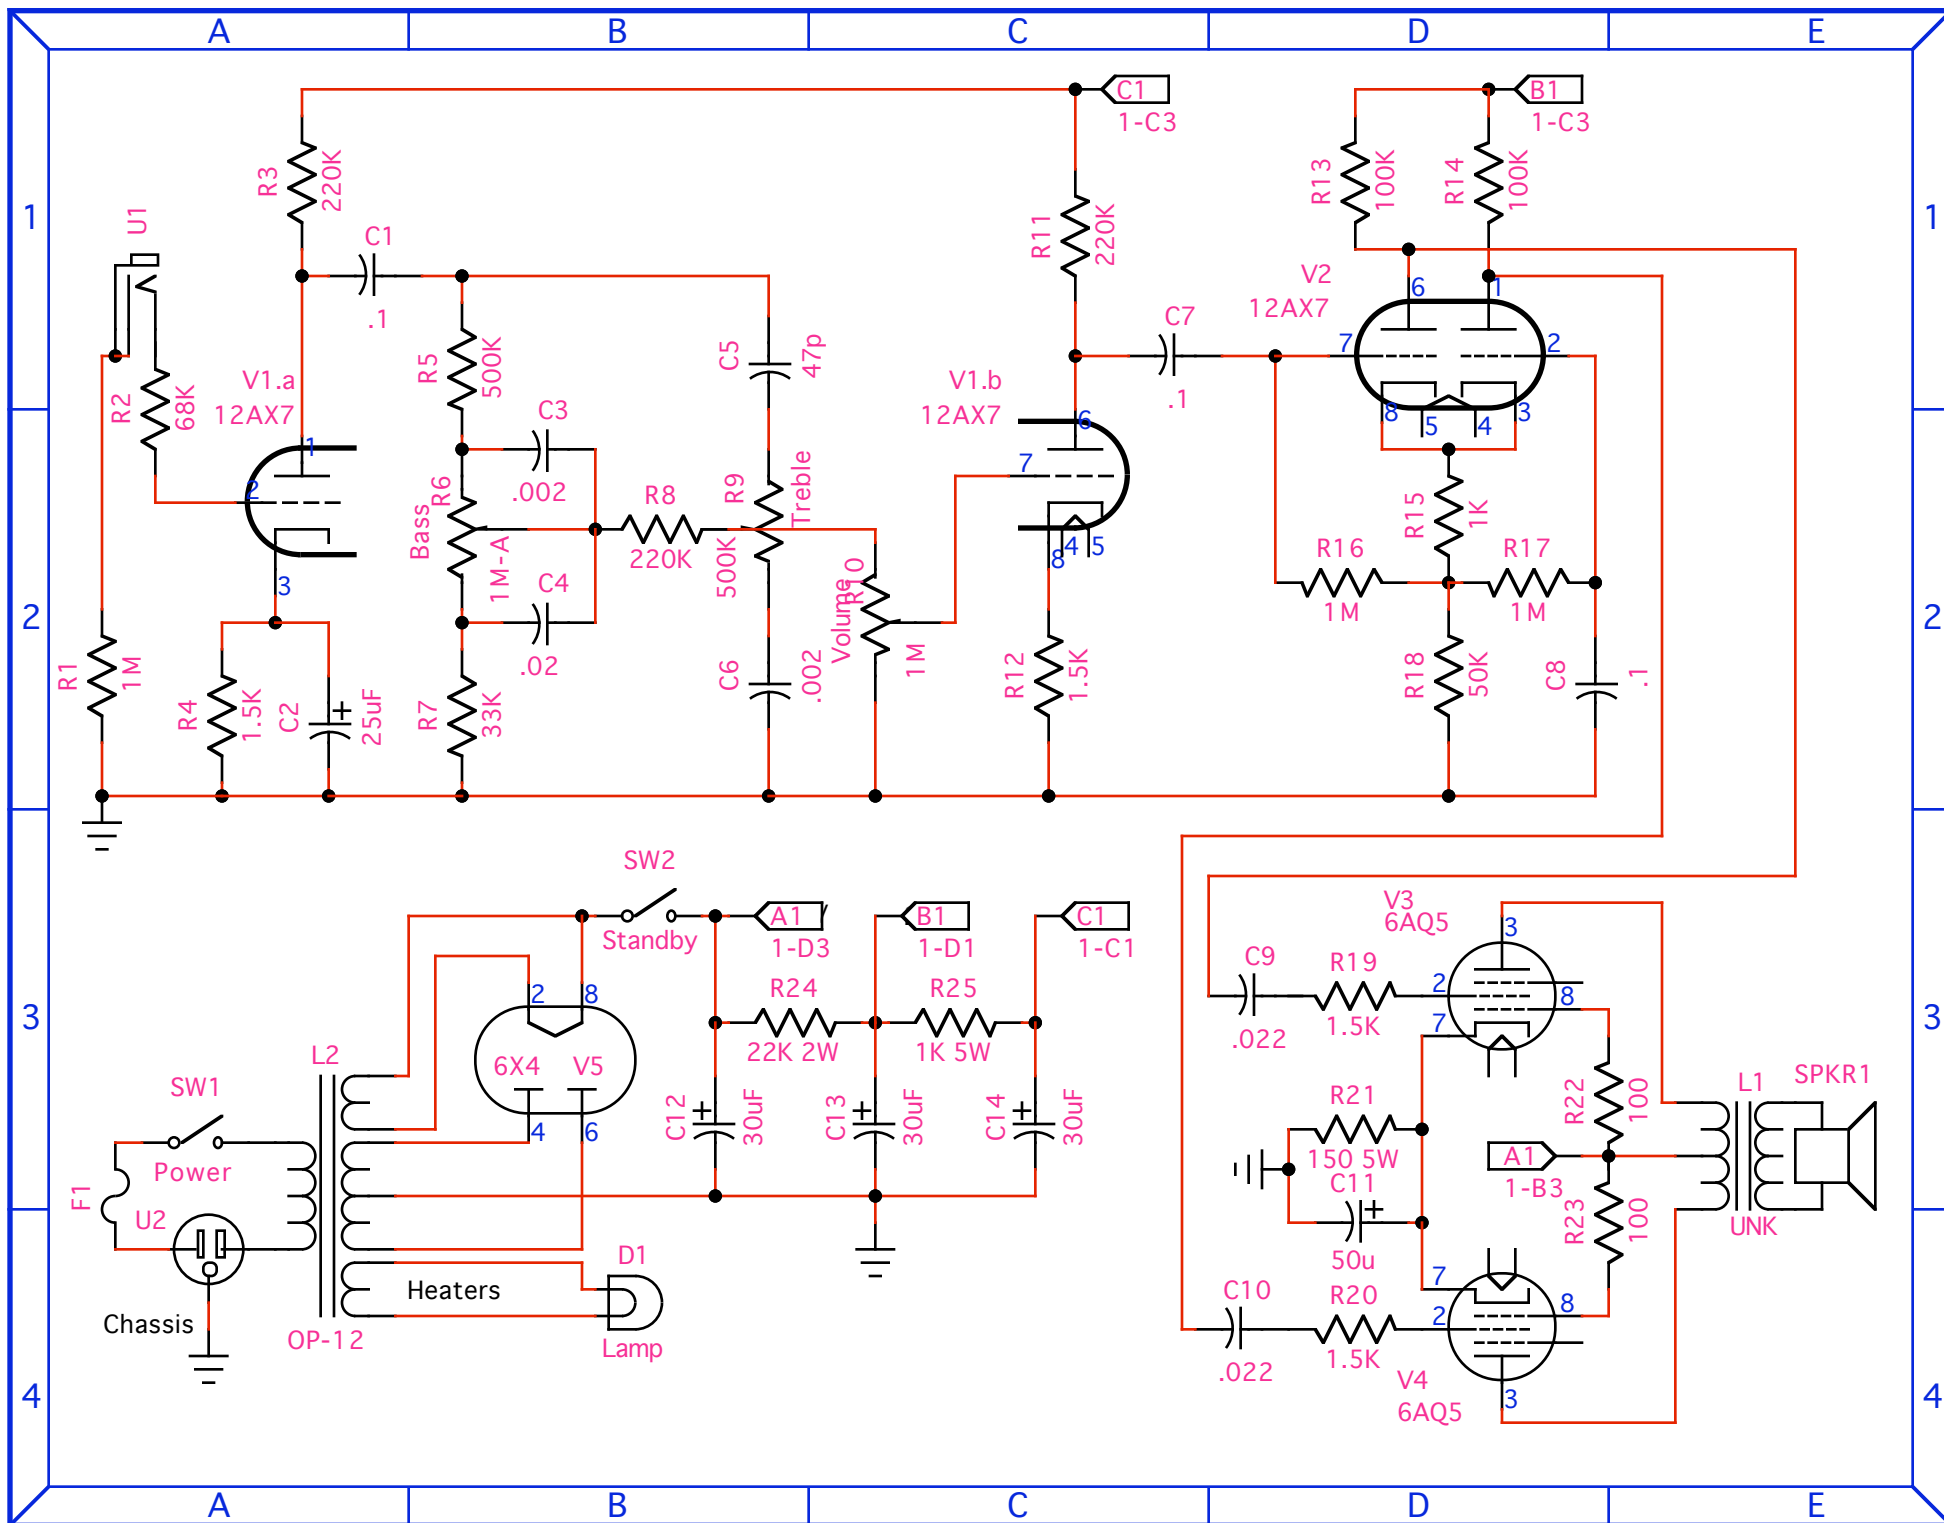 A
B
C
D
E
1
1
2
2
3
3
4
4
A
B
C
D
E
C1
1-C3
B1
1-C3
R3
220K
U1
C1
.1
R2
68K
V1.a
12AX7
1
2
3
R1
1M
R4
1.5K
C2
25uF
R5
500K
C3
.002
R6
Bass
1M-A
C4
.02
R7
33K
R8
220K
C5
47p
R9
Treble
500K
C6
.002
R10
Volume
1M
R11
220K
V1.b
12AX7
6
7
4
5
8
R12
1.5K
C7
.1
R13
100K
R14
100K
V2
12AX7
6
1
7
2
8
5
4
3
R15
1K
R16
1M
R17
1M
R18
50K
C8
.1
SW2
Standby
A1
1-D3
B1
1-D1
C1
1-C1
R24
22K 2W
R25
1K 5W
C12
30uF
C13
30uF
C14
30uF
2
8
6X4
V5
4
6
L2
OP-12
SW1
Power
F1
U2
Chassis
Heaters
D1
Lamp
V3
6AQ5
3
2
8
7
C9
.022
R19
1.5K
R21
150 5W
C11
50u
R22
100
A1
1-B3
R23
100
L1
UNK
SPKR1
C10
.022
R20
1.5K
7
2
8
3
V4
6AQ5